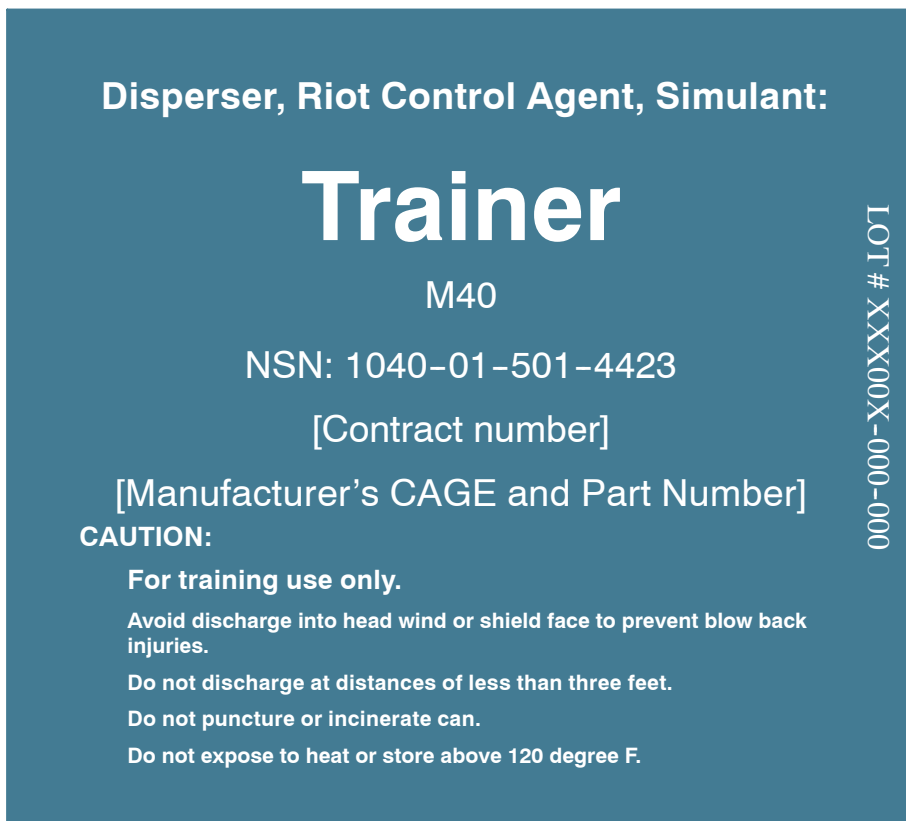 Disperser, Riot Control Agent, Simulant:
Trainer
M40
NSN: 1040-01-501-4423
[Contract number]
[Manufacturer’s CAGE and Part Number]
CAUTION:
For training use only.
Avoid discharge into head wind or shield face to prevent blow back
injuries.
Do not discharge at distances of less than three feet.
Do not puncture or incinerate can.
Do not expose to heat or store above 120 degree F.
LOT # XXX00X-000-000